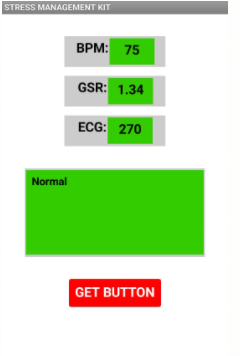 STRESS MANAGEMENT KIT
BPM: 75
GSR: 1.34
ECG: 270
Normal
GET BUTTON